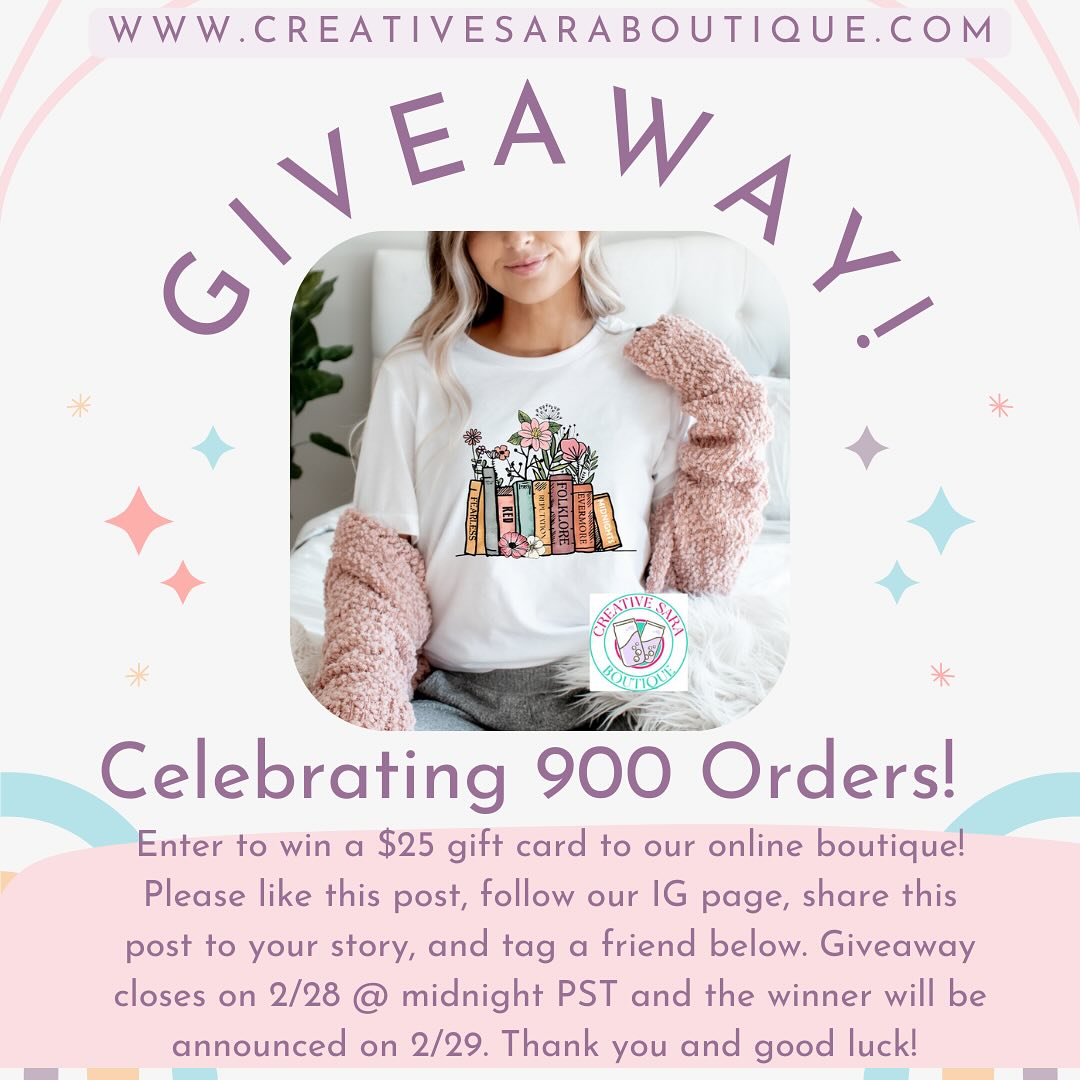 WWW.CREATIVESARABOUTIQUE.COM
GIVEAWAY!
FEARLESS
RED
REPUTATION
FOLKLORE
EVERMORE
MIDNIGHTS
CREATIVE SARA
BOUTIQUE
Celebrating 900 Orders!
Enter to win a $25 gift card to our online boutique!
Please like this post, follow our IG page, share this
post to your story, and tag a friend below. Giveaway
closes on 2/28 @ midnight PST and the winner will be
announced on 2/29. Thank you and good luck!